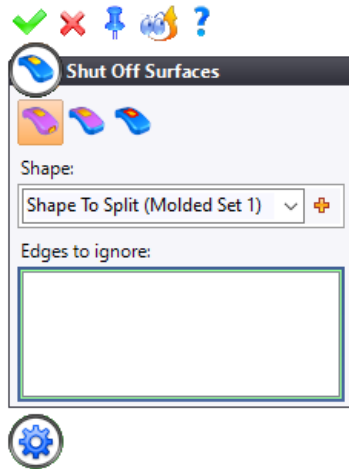 ?
Shut Off Surfaces
Shape:
Shape To Split (Molded Set 1)
Edges to ignore: